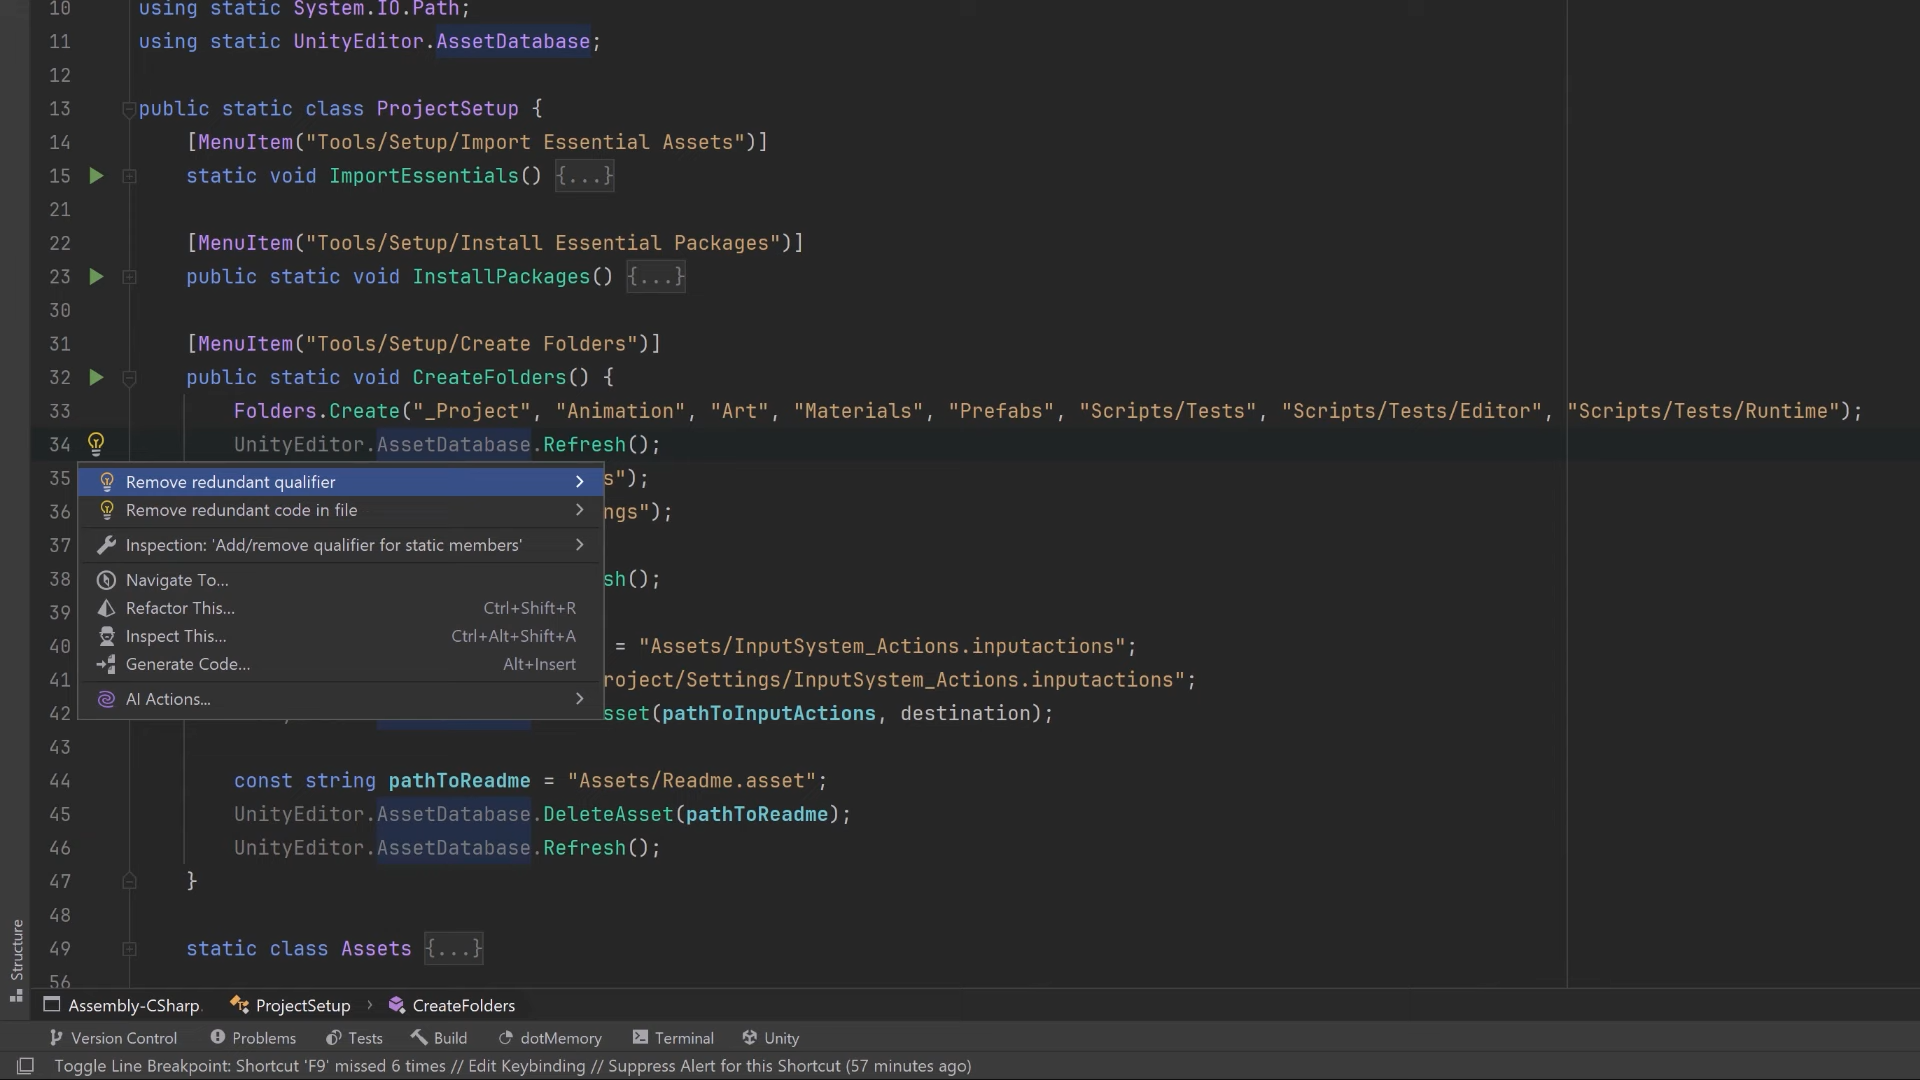 10 using static System.IO.Path;
11 using static UnityEditor.AssetDatabase;
12
13 public static class ProjectSetup {
14 [MenuItem("Tools/Setup/Import Essential Assets")]
15 static void ImportEssentials() {...}
21
22 [MenuItem("Tools/Setup/Install Essential Packages")]
23 public static void InstallPackages() {...}
30
31 [MenuItem("Tools/Setup/Create Folders")]
32 public static void CreateFolders() {
33 Folders.Create("_Project", "Animation", "Art", "Materials", "Prefabs", "Scripts/Tests", "Scripts/Tests/Editor", "Scripts/Tests/Runtime");
34 UnityEditor.AssetDatabase.Refresh();
35 s");
Remove redundant qualifier
Remove redundant code in file
36 ngs");
37
Inspection: 'Add/remove qualifier for static members'
38 sh();
Navigate To...
39
Refactor This... Ctrl+Shift+R
Inspect This... Ctrl+Alt+Shift+A
40 = "Assets/InputSystem_Actions.inputactions";
Generate Code... Alt+Insert
41 roject/Settings/InputSystem_Actions.inputactions";
AI Actions...
42 sset(pathToInputActions, destination);
43
44 const string pathToReadme = "Assets/Readme.asset";
45 UnityEditor.AssetDatabase.DeleteAsset(pathToReadme);
46 UnityEditor.AssetDatabase.Refresh();
47 }
48
49 static class Assets {...}
56
Structure
Assembly-CSharp ProjectSetup › CreateFolders
Version Control Problems Tests Build dotMemory Terminal Unity
Toggle Line Breakpoint: Shortcut 'F9' missed 6 times // Edit Keybinding // Suppress Alert for this Shortcut (57 minutes ago)